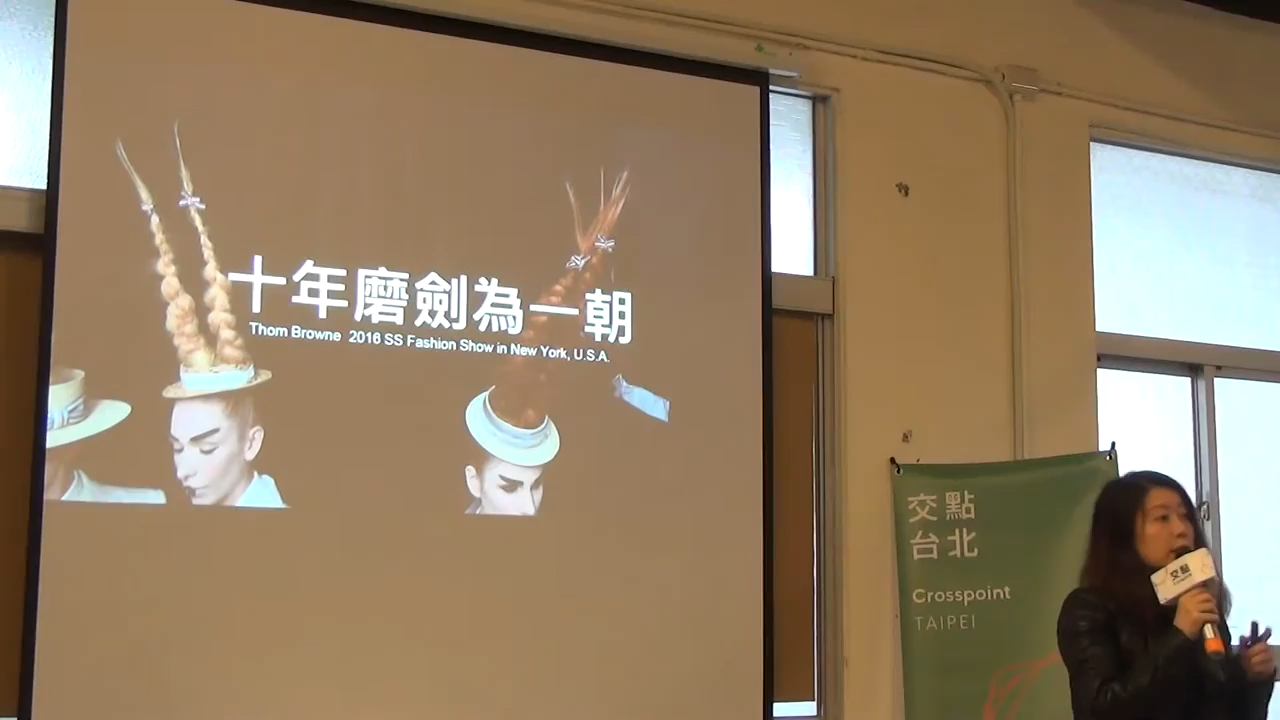 十年磨劍為一朝
Thom Browne 2016 SS Fashion Show in New York, U.S.A.
交點
台北
Crosspoint
TAIPEI
交點